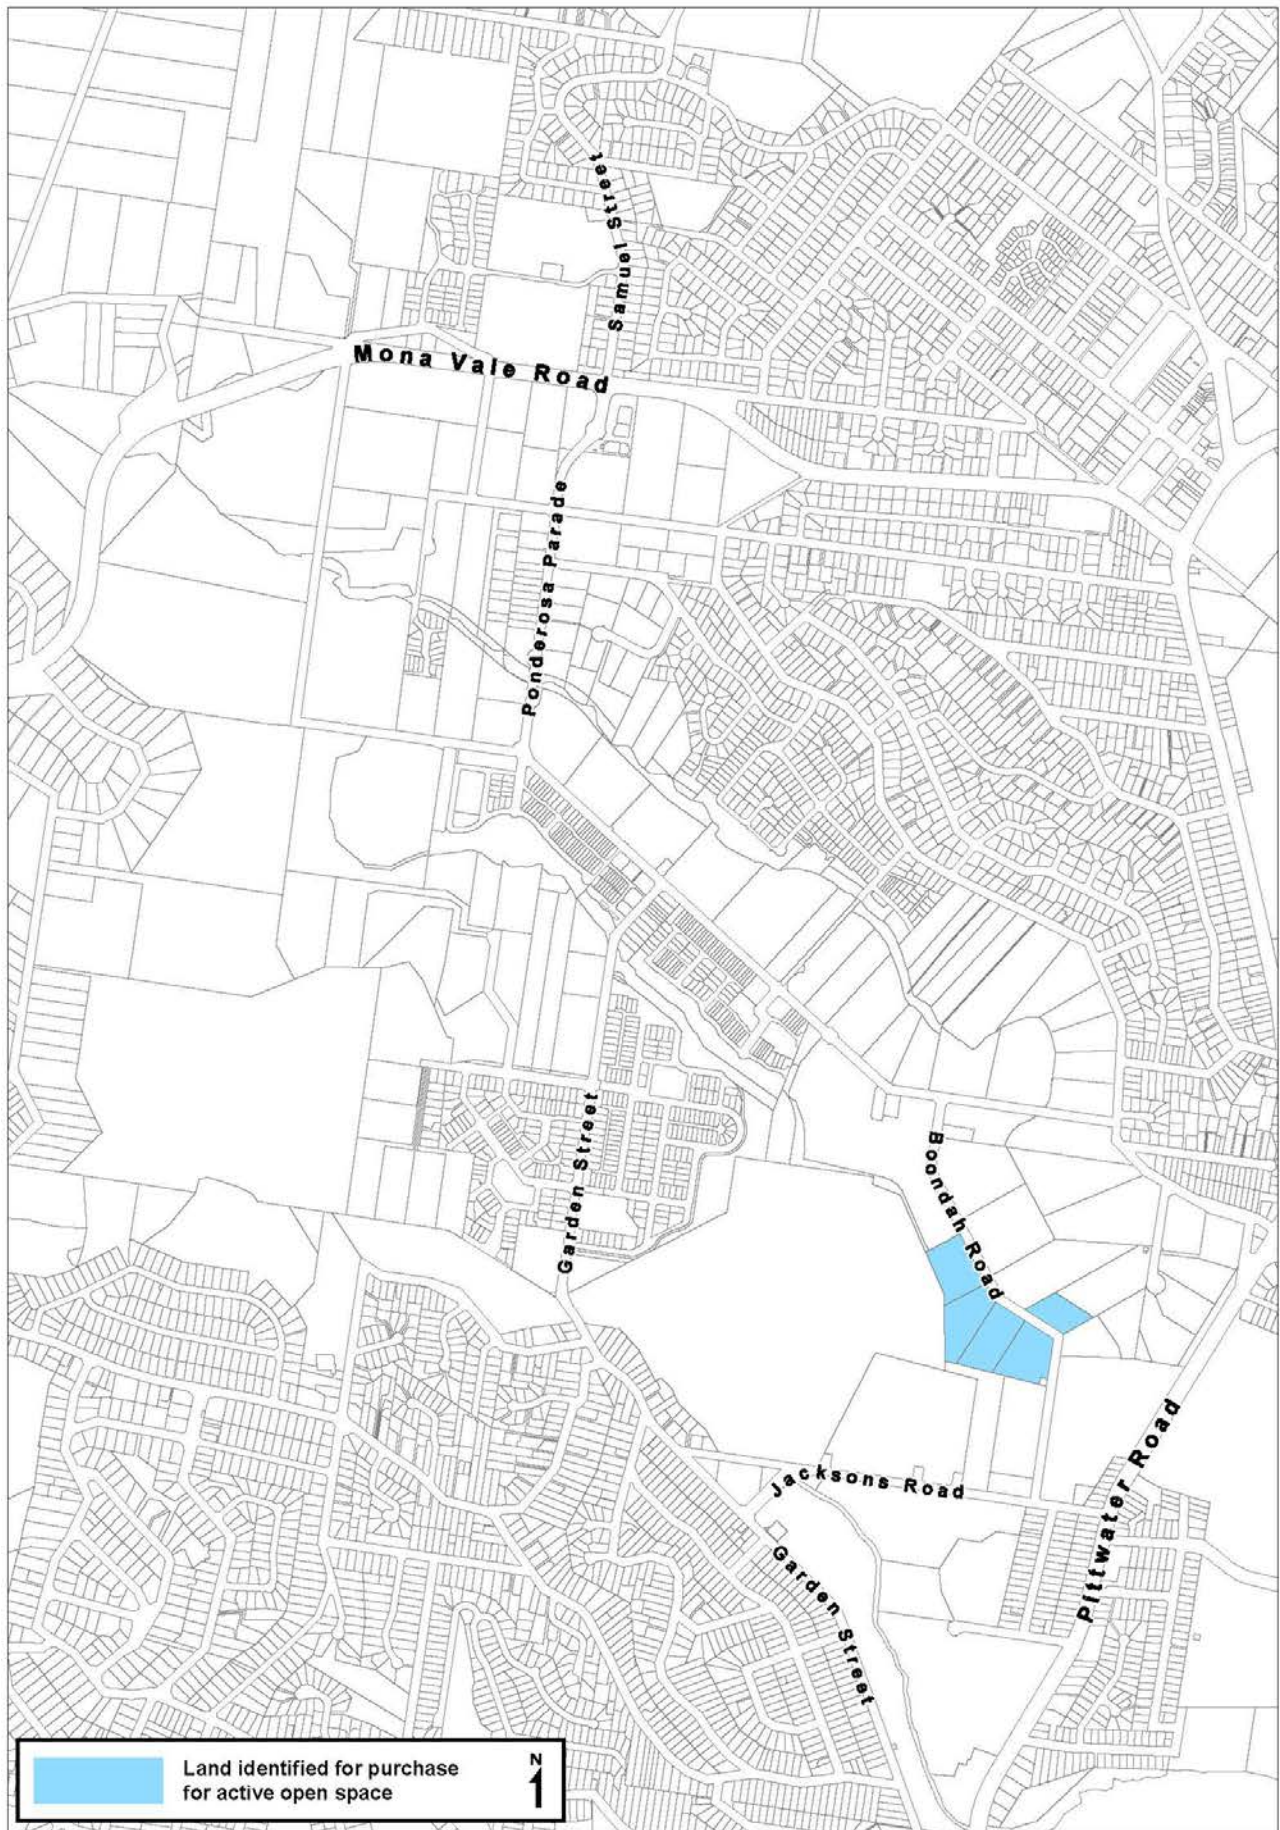 Samuel Street
Mona Vale Road
Ponderosa Parade
Garden Street
Boondah Road
Pittwater Road
Jacksons Road
Garden Street
N
Land identified for purchase
for active open space